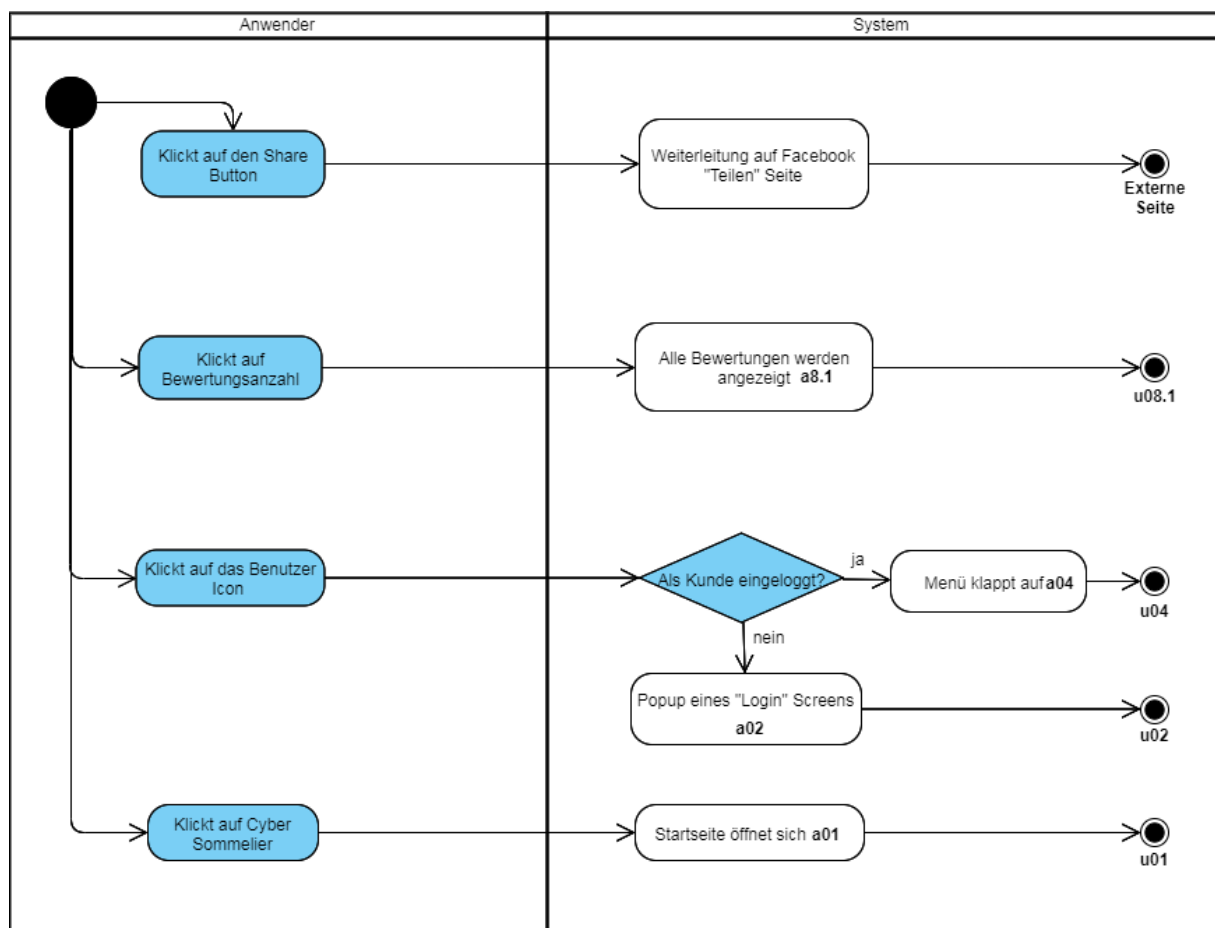 Anwender
System
Klickt auf den Share
Button
Weiterleitung auf Facebook
"Teilen" Seite
Externe
Seite
Klickt auf
Bewertungsanzahl
Alle Bewertungen werden
angezeigt a8.1
u08.1
Klickt auf das Benutzer
Icon
Als Kunde eingeloggt?
ja
Menü klappt auf a04
u04
nein
Popup eines "Login" Screens
a02
u02
Klickt auf Cyber
Sommelier
Startseite öffnet sich a01
u01